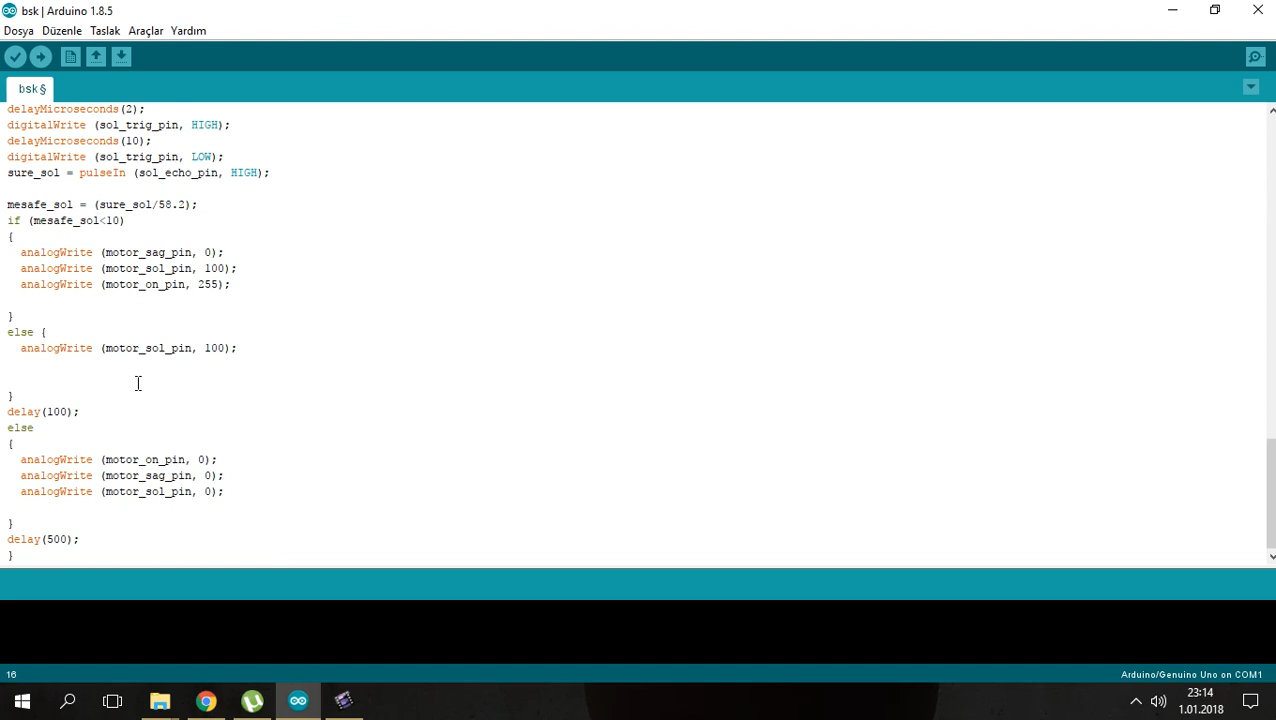 bsk | Arduino 1.8.5
Dosya Düzenle Taslak Araçlar Yardım
bsk §
delayMicroseconds(2);
digitalWrite (sol_trig_pin, HIGH);
delayMicroseconds(10);
digitalWrite (sol_trig_pin, LOW);
sure_sol = pulseIn (sol_echo_pin, HIGH);
mesafe_sol = (sure_sol/58.2);
if (mesafe_sol<10)
{
analogWrite (motor_sag_pin, 0);
analogWrite (motor_sol_pin, 100);
analogWrite (motor_on_pin, 255);
}
else {
analogWrite (motor_sol_pin, 100);
}
delay(100);
else
{
analogWrite (motor_on_pin, 0);
analogWrite (motor_sag_pin, 0);
analogWrite (motor_sol_pin, 0);
}
delay(500);
}
16 Arduino/Genuino Uno on COM1
23:14
1.01.2018